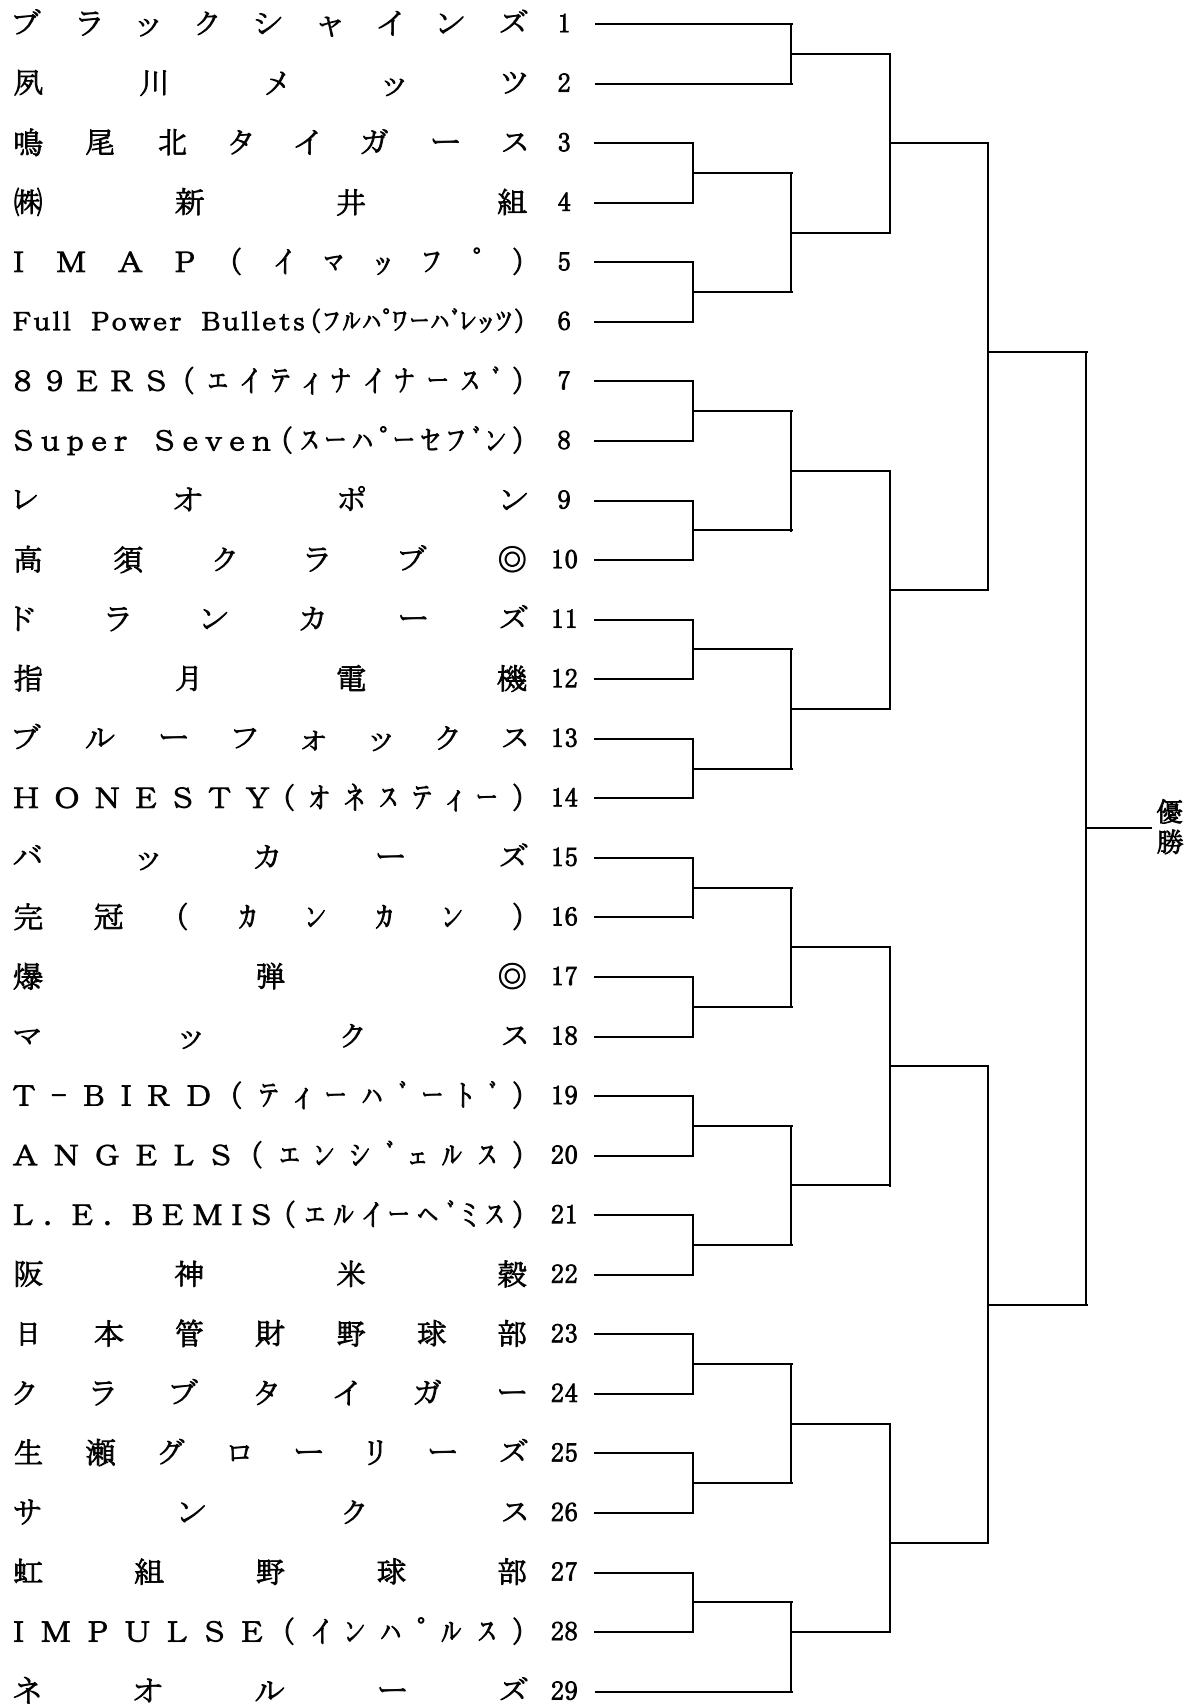 ブラックシャインズ 1
夙川メッツ 2
鳴尾北タイガース 3
㈱新井組 4
IMAP(イマップ) 5
Full Power Bullets(フルパワーバレッツ) 6
89ERS(エイティナイナーズ) 7
Super Seven(スーパーセブン) 8
レオポン 9
高須クラブ◎ 10
ドランカーズ 11
指月電機 12
ブルーフォックス 13
HONESTY(オネスティー) 14
バッカーズ 15
完冠(カンカン) 16
爆弾◎ 17
マックス 18
T-BIRD(ティーバード) 19
ANGELS(エンジェルス) 20
L.E.BEMIS(エルイーベミス) 21
阪神米穀 22
日本管財野球部 23
クラブタイガー 24
生瀬グローリーズ 25
サンクス 26
虹組野球部 27
IMPULSE(インパルス) 28
ネオルーズ 29
優勝